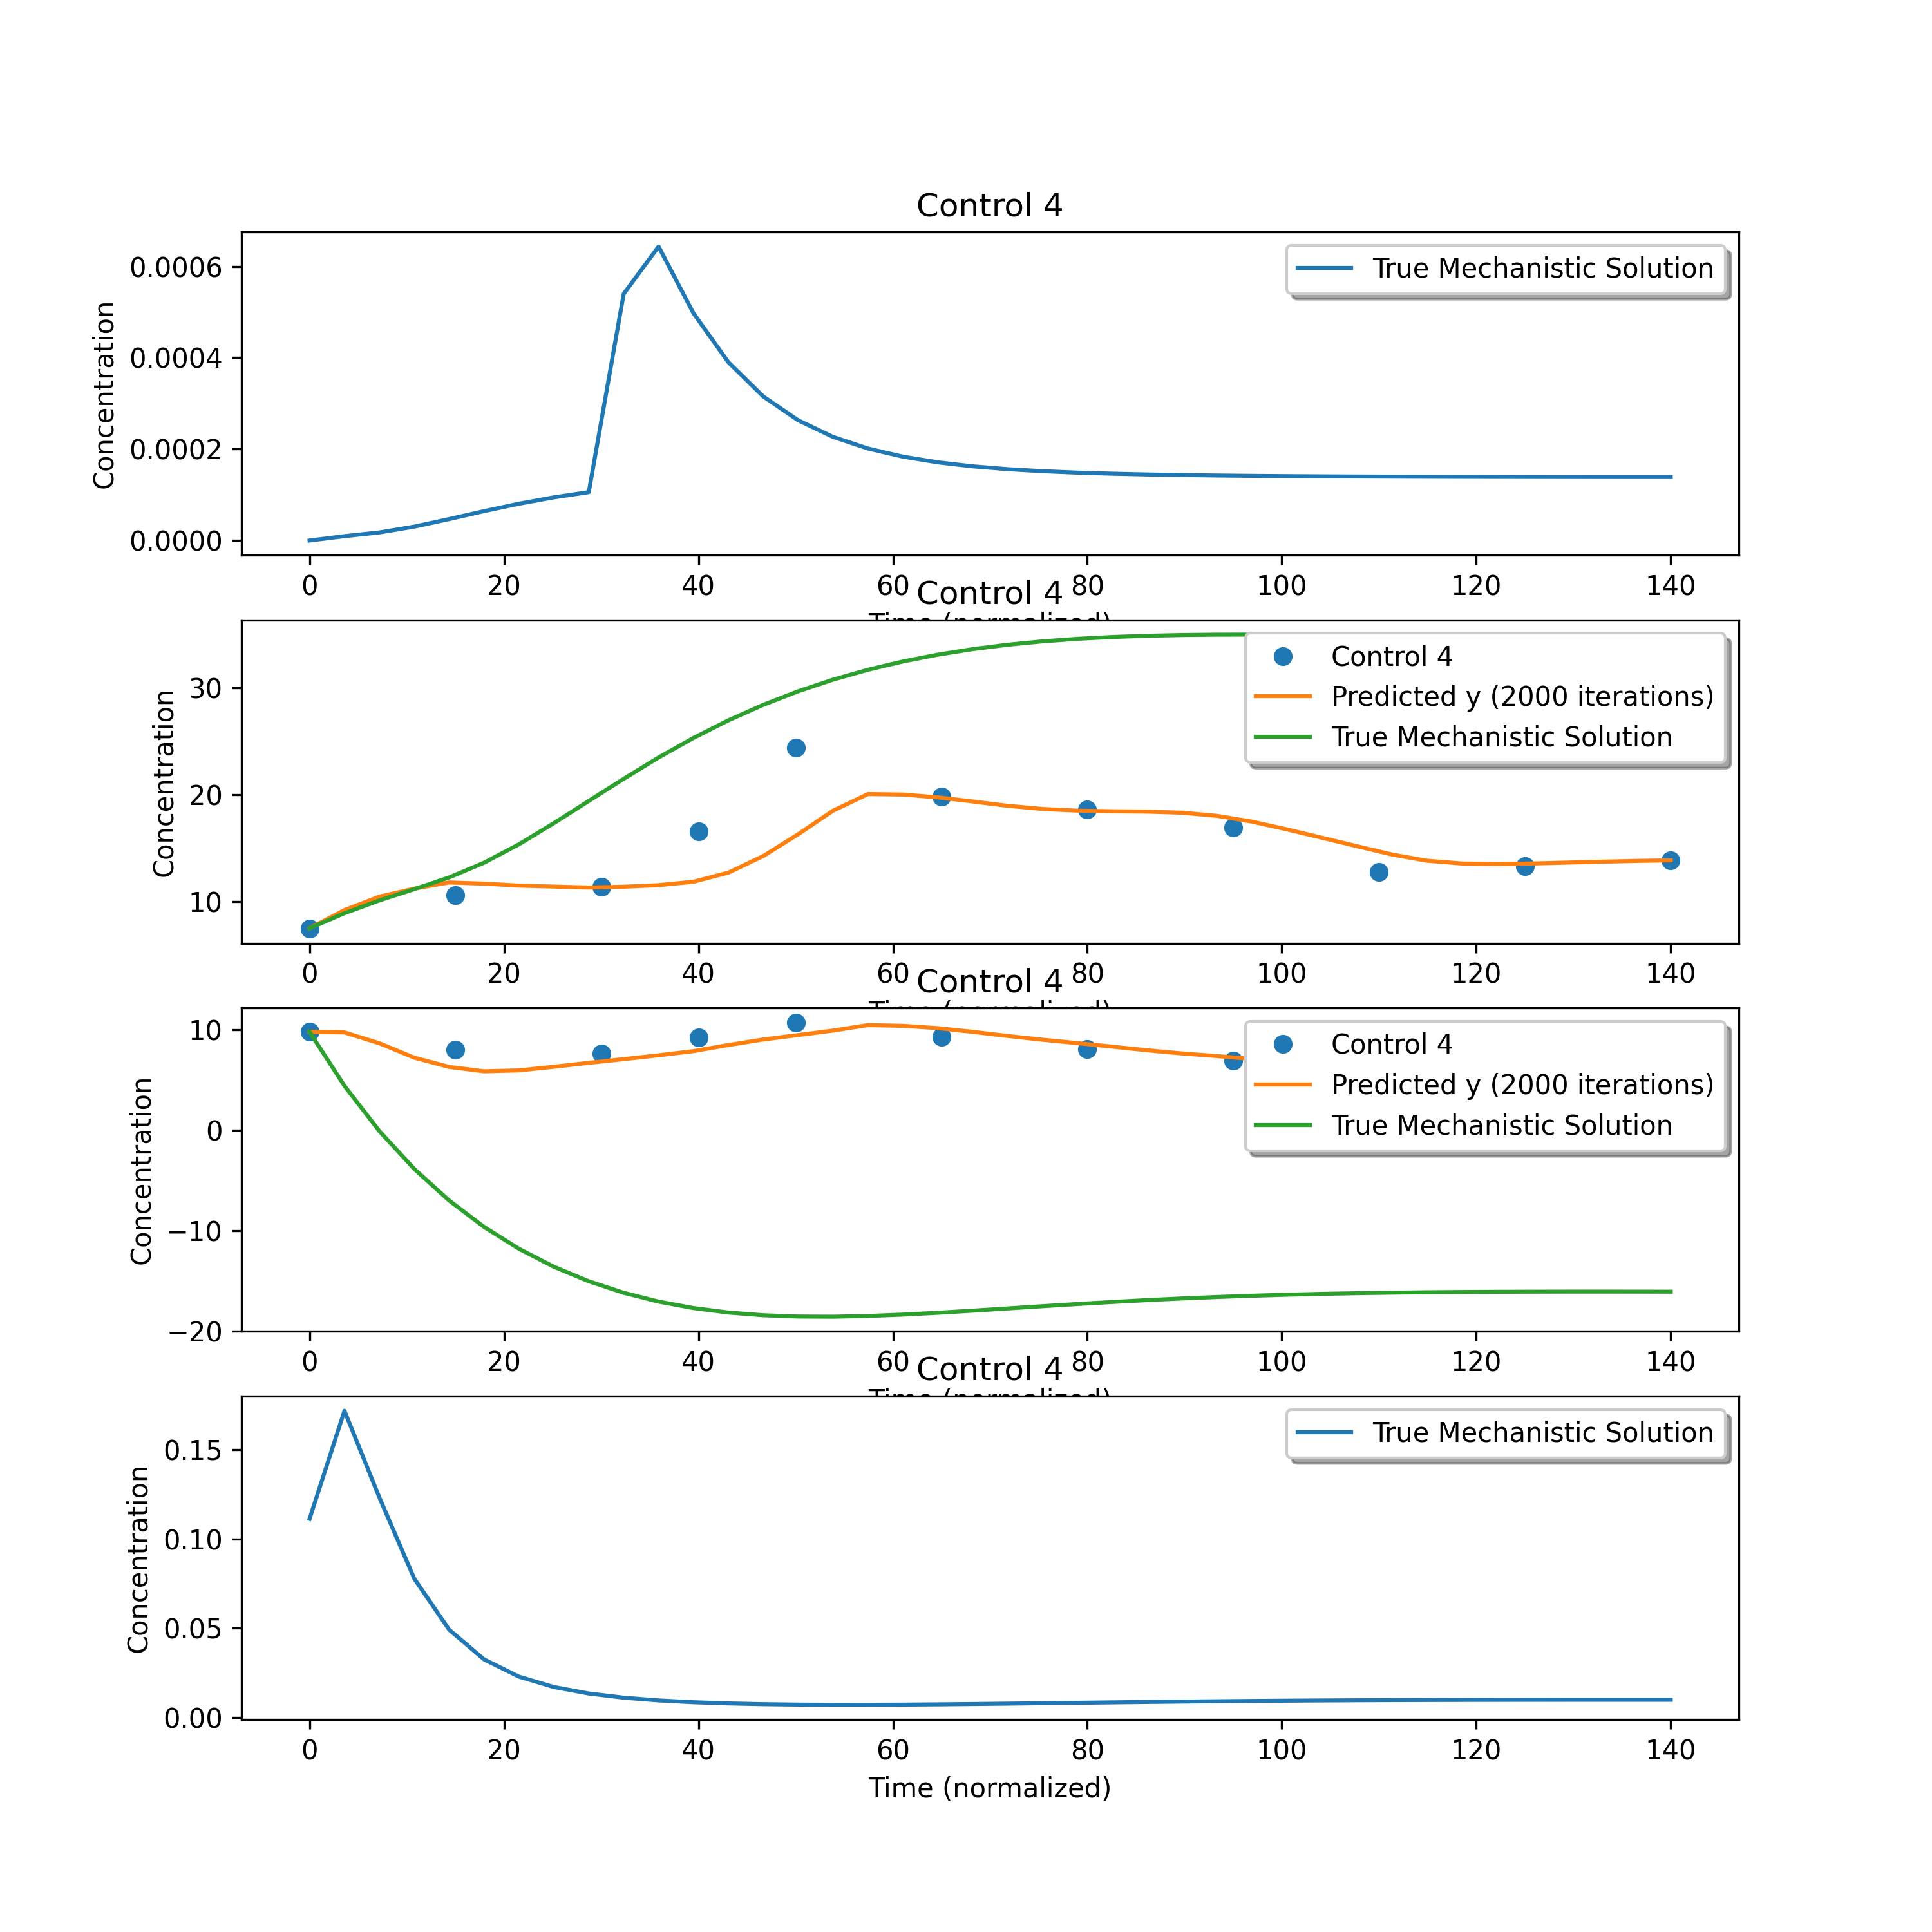 Control 4
Concentration
0.0006
0.0004
0.0002
0.0000
True Mechanistic Solution
0 20 40 60 80 100 120 140
Control 4
Concentration
30
20
10
Control 4
Predicted y (2000 iterations)
True Mechanistic Solution
0 20 40 60 80 100 120 140
Control 4
Concentration
10
0
−10
−20
Control 4
Predicted y (2000 iterations)
True Mechanistic Solution
0 20 40 60 80 100 120 140
Control 4
Concentration
0.15
0.10
0.05
0.00
True Mechanistic Solution
0 20 40 60 80 100 120 140
Time (normalized)